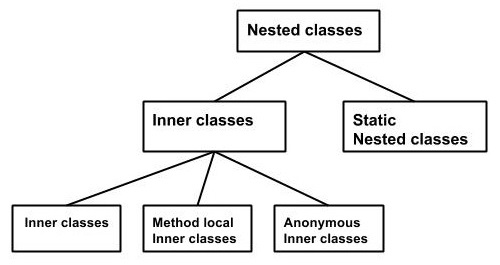 Nested classes
Inner classes
Static
Nested classes
Inner classes
Method local
Inner classes
Anonymous
Inner classes